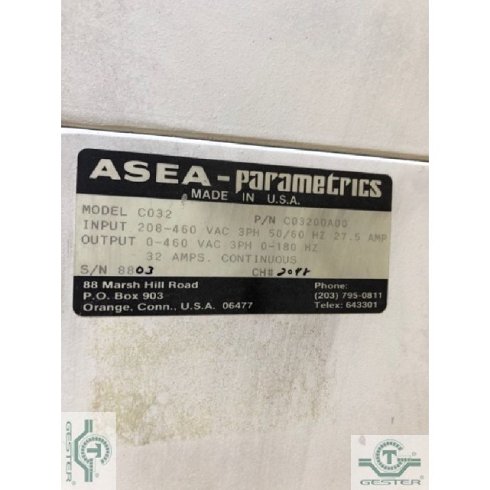 ASEA-parametrics
MADE IN U.S.A.
MODEL C032 P/N C03200A00
INPUT 208-460 VAC 3PH 50/60 HZ 27.5 AMP
OUTPUT 0-460 VAC 3PH 0-180 HZ
32 AMPS. CONTINUOUS
S/N 8803 CH#
88 Marsh Hill Road Phone:
P.O. Box 903 (203) 795-0811
Orange, Conn., U.S.A. 06477 Telex: 643301
GESTER
GESTER